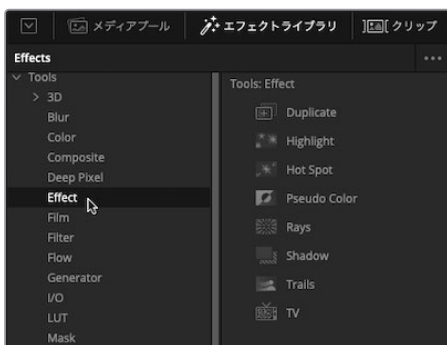 メディアプール エフェクトライブラリ クリップ
Effects
Tools
3D
Blur
Color
Composite
Deep Pixel
Effect
Film
Filter
Flow
Generator
I/O
LUT
Mask
Tools: Effect
Duplicate
Highlight
Hot Spot
Pseudo Color
Rays
Shadow
Trails
TV